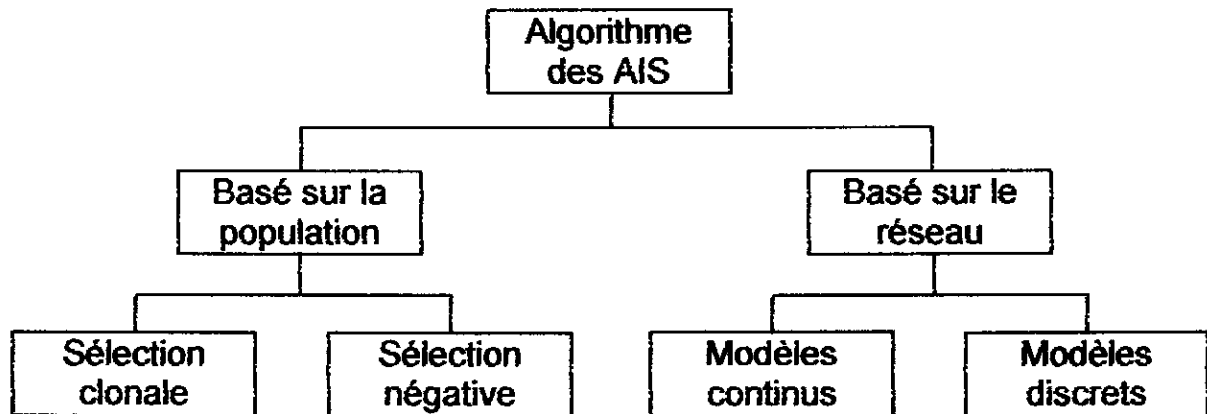 Algorithme
des AIS
Basé sur la
population
Basé sur le
réseau
Sélection
clonale
Sélection
négative
Modèles
continus
Modèles
discrets